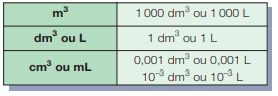 m³ 1 000 dm³ ou 1 000 L
dm³ ou L 1 dm³ ou 1 L
cm³ ou mL 0,001 dm³ ou 0,001 L
10⁻³ dm³ ou 10⁻³ L